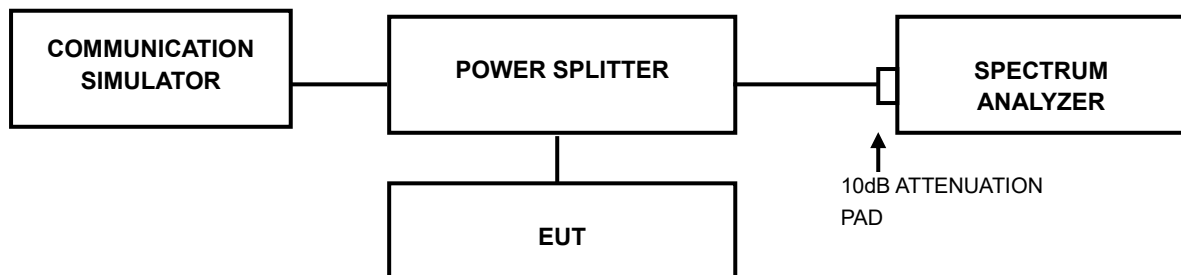 COMMUNICATION
SIMULATOR
POWER SPLITTER
SPECTRUM
ANALYZER
10dB ATTENUATION
PAD
EUT